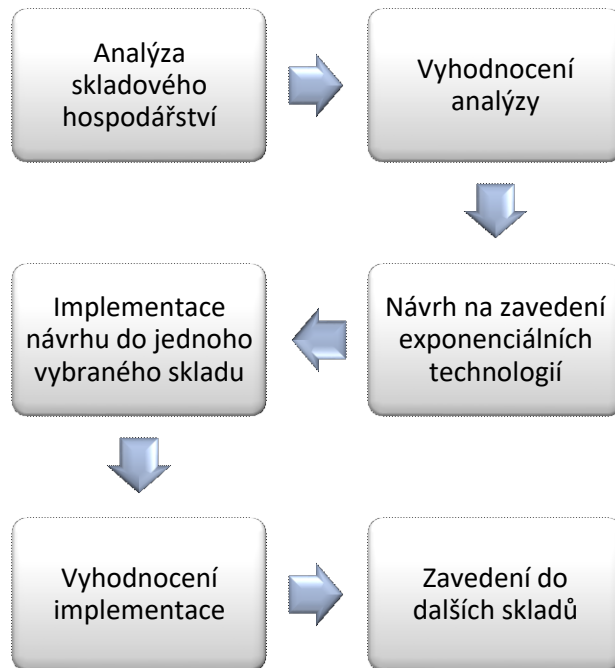 Analýza
skladového
hospodářství
Vyhodnocení
analýzy
Návrh na zavedení
exponenciálních
technologií
Implementace
návrhu do jednoho
vybraného skladu
Vyhodnocení
implementace
Zavedení do
dalších skladů